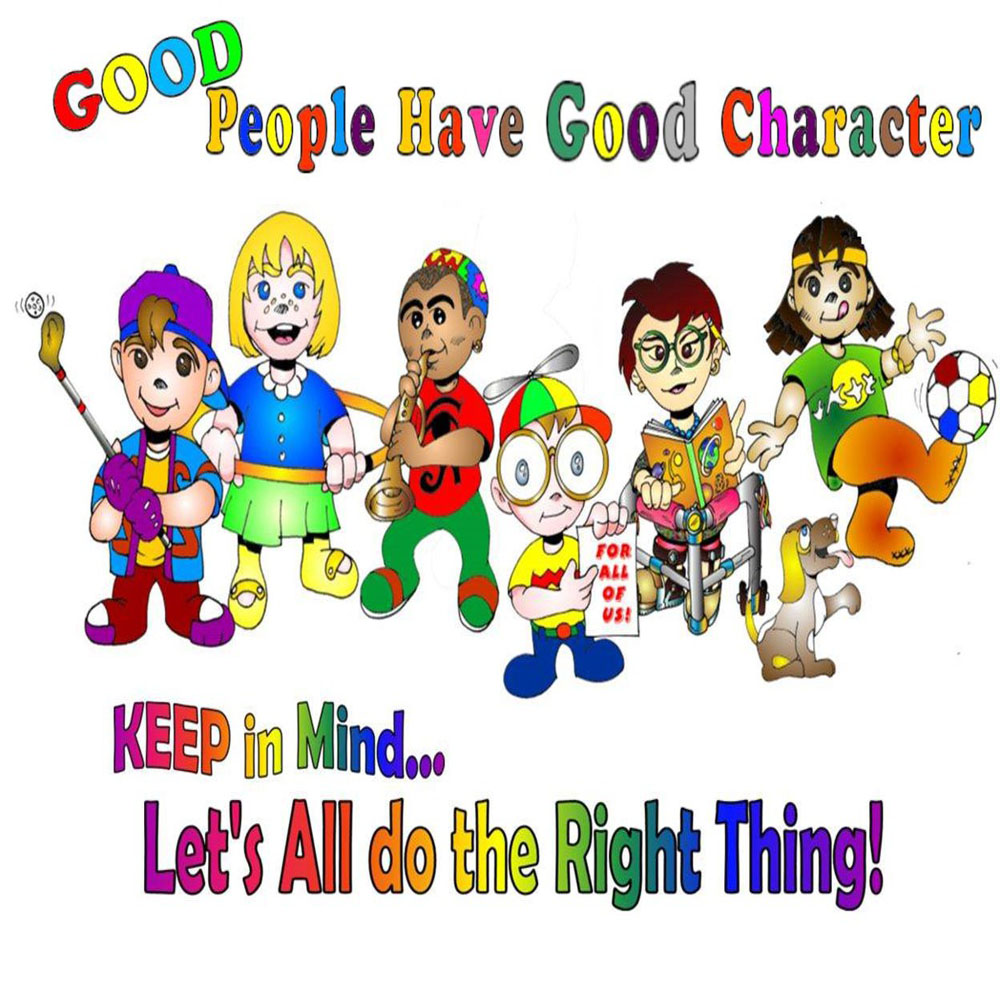 GOOD
People Have Good Character
FOR
ALL
OF
US!
KEEP in Mind...
Let's All do the Right Thing!